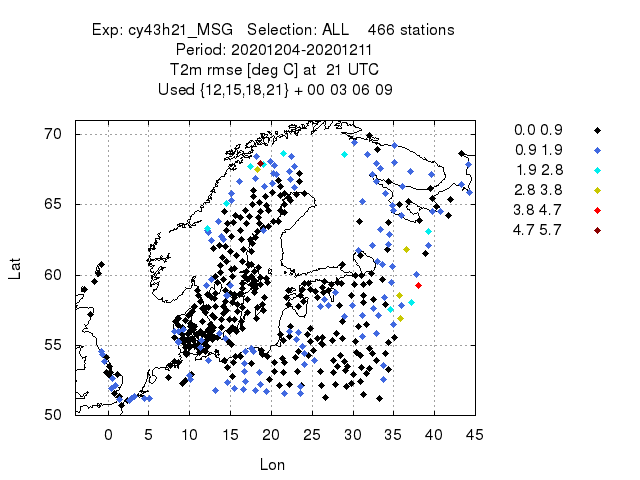 Exp: cy43h21_MSG Selection: ALL 466 stations
Period: 20201204-20201211
T2m rmse [deg C] at 21 UTC
Used {12,15,18,21} + 00 03 06 09
70
65
60
55
50
Lat
0 5 10 15 20 25 30 35 40 45
Lon
0.0 0.9
0.9 1.9
1.9 2.8
2.8 3.8
3.8 4.7
4.7 5.7